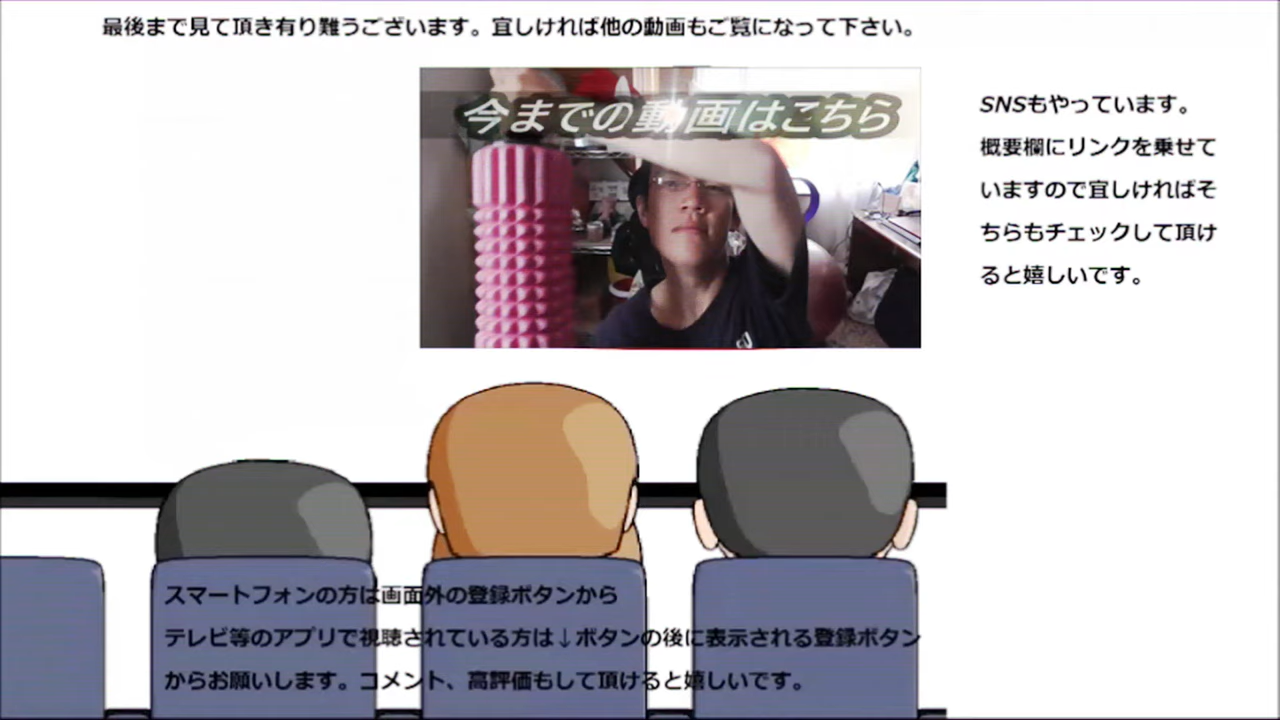 最後まで見て頂き有り難うございます。宜しければ他の動画もご覧になって下さい。
今までの動画はこちら
SNSもやっています。
概要欄にリンクを乗せて
いますので宜しければそ
ちらもチェックして頂け
ると嬉しいです。
スマートフォンの方は画面外の登録ボタンから
テレビ等のアプリで視聴されている方は↓ボタンの後に表示される登録ボタン
からお願いします。コメント、高評価もして頂けると嬉しいです。